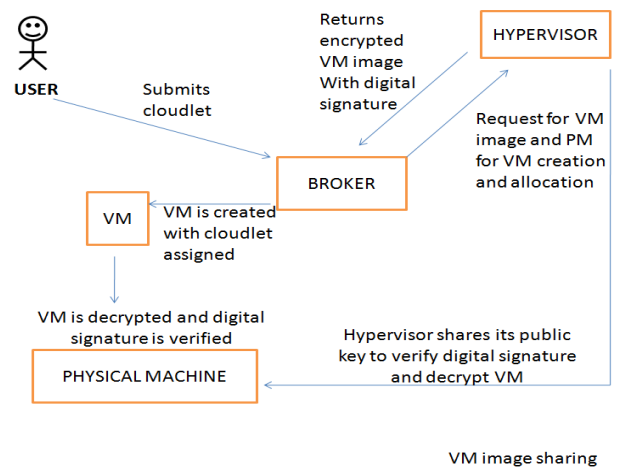 USER
Submits
cloudlet
Returns
encrypted
VM image
With digital
signature
HYPERVISOR
Request for VM
image and PM
for VM creation
and allocation
BROKER
VM
VM is created
with cloudlet
assigned
VM is decrypted and digital
signature is verified
PHYSICAL MACHINE
Hypervisor shares its public
key to verify digital signature
and decrypt VM
VM image sharing